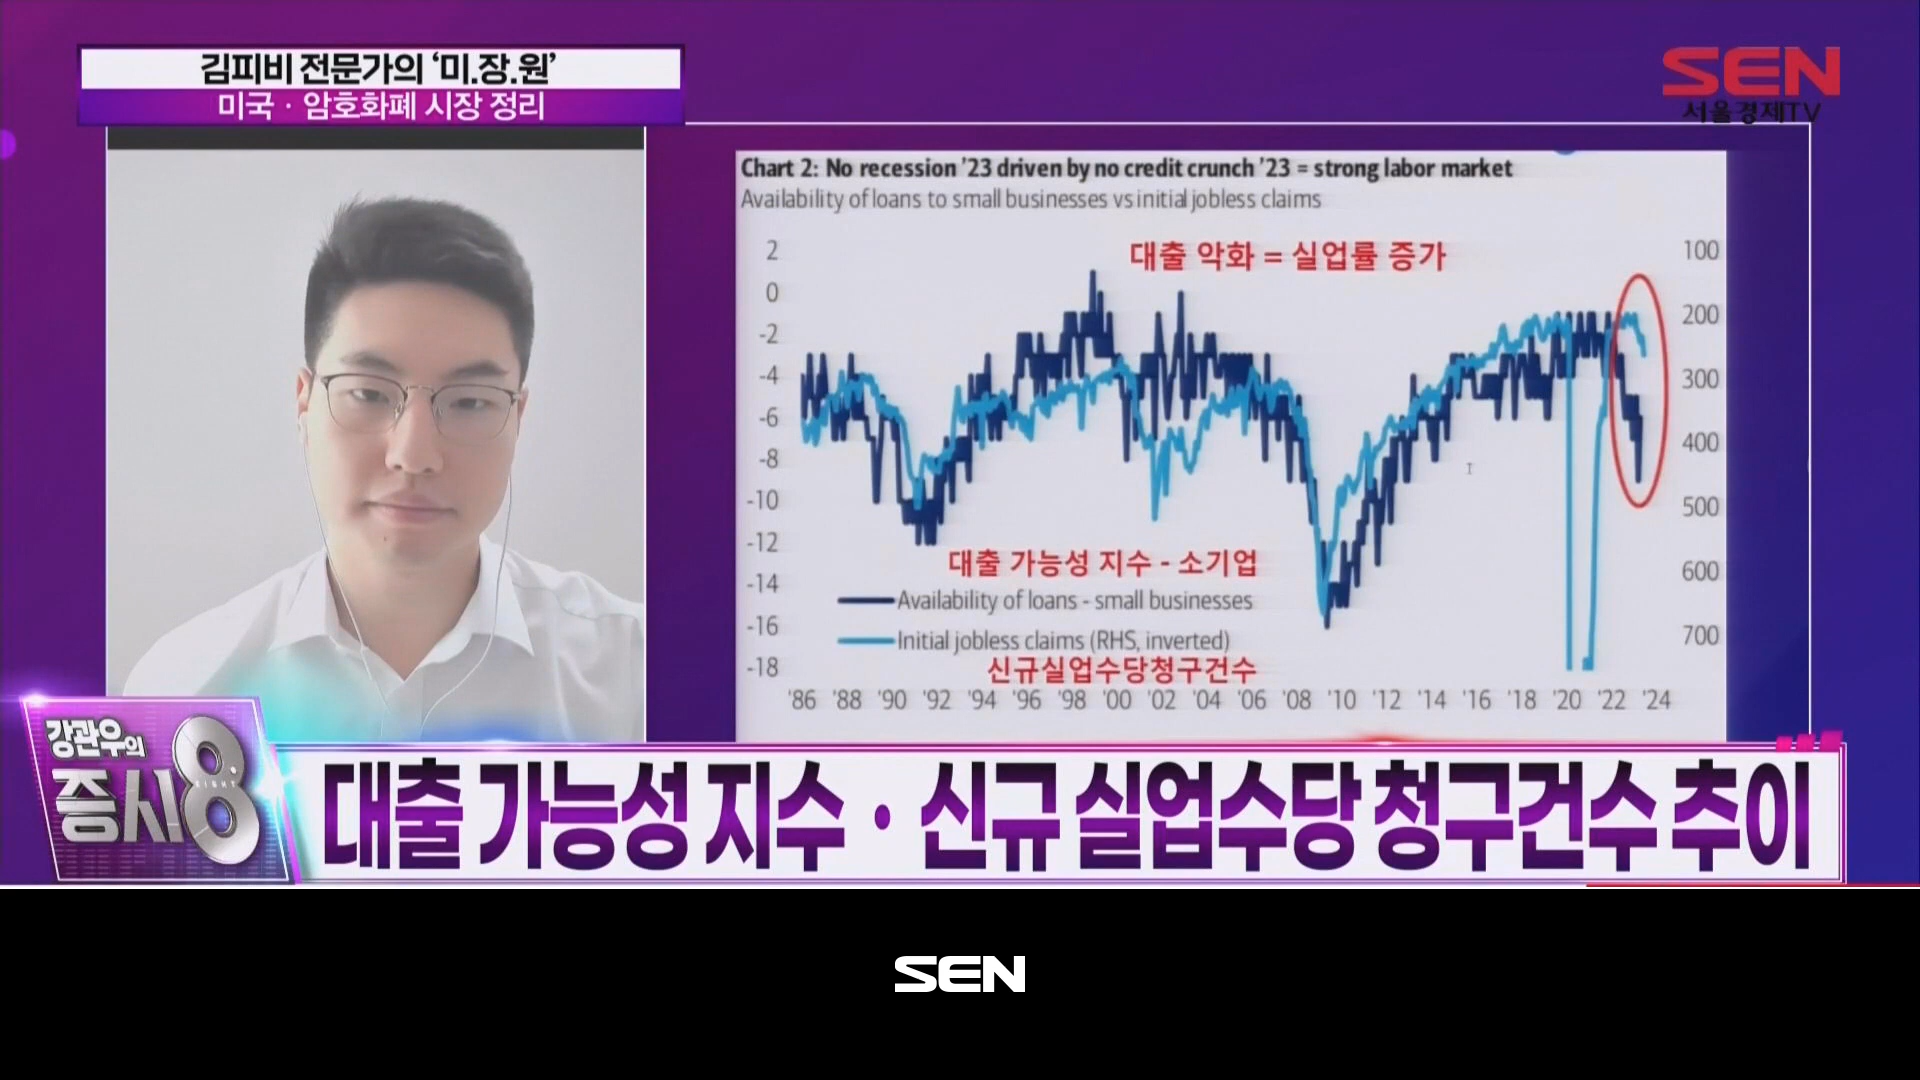 김피비 전문가의 ‘미.장.원’
미국 · 암호화폐 시장 정리
SEN
서울경제TV
Chart 2: No recession ’23 driven by no credit crunch ’23 = strong labor market
Availability of loans to small businesses vs initial jobless claims
대출 악화 = 실업률 증가
2
0
-2
-4
-6
-8
-10
-12
-14
-16
-18
100
200
300
400
500
600
700
대출 가능성 지수 - 소기업
Availability of loans - small businesses
Initial jobless claims (RHS, inverted)
신규실업수당청구건수
'86 '88 '90 '92 '94 '96 '98 '00 '02 '04 '06 '08 '10 '12 '14 '16 '18 '20 '22 '24
강관우의
증시8
EIGHT
대출 가능성 지수 · 신규 실업수당 청구건수 추이
SEN